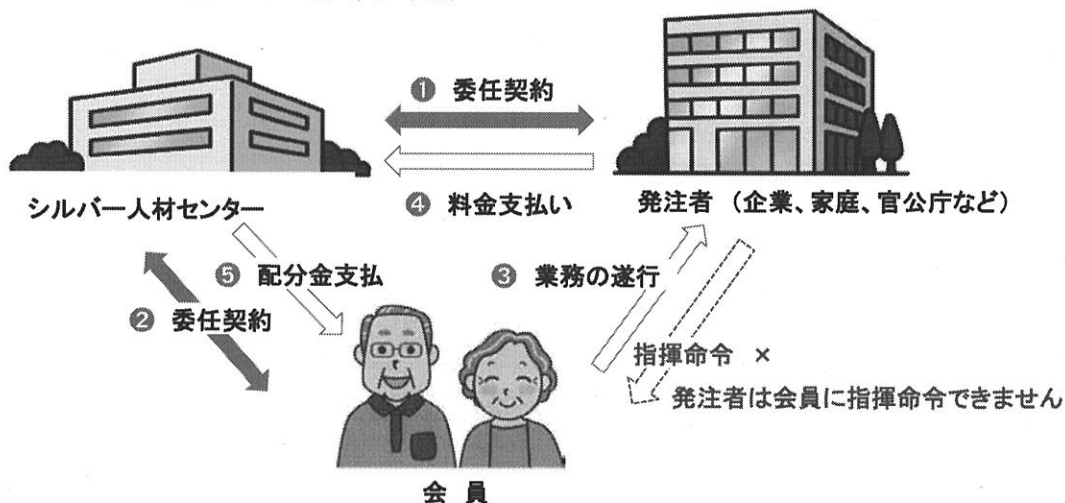 ❶ 委任契約
シルバー人材センター
❹ 料金支払い
発注者 （企業、家庭、官公庁など）
❺ 配分金支払
❸ 業務の遂行
❷ 委任契約
指揮命令 ×
発注者は会員に指揮命令できません
会 員